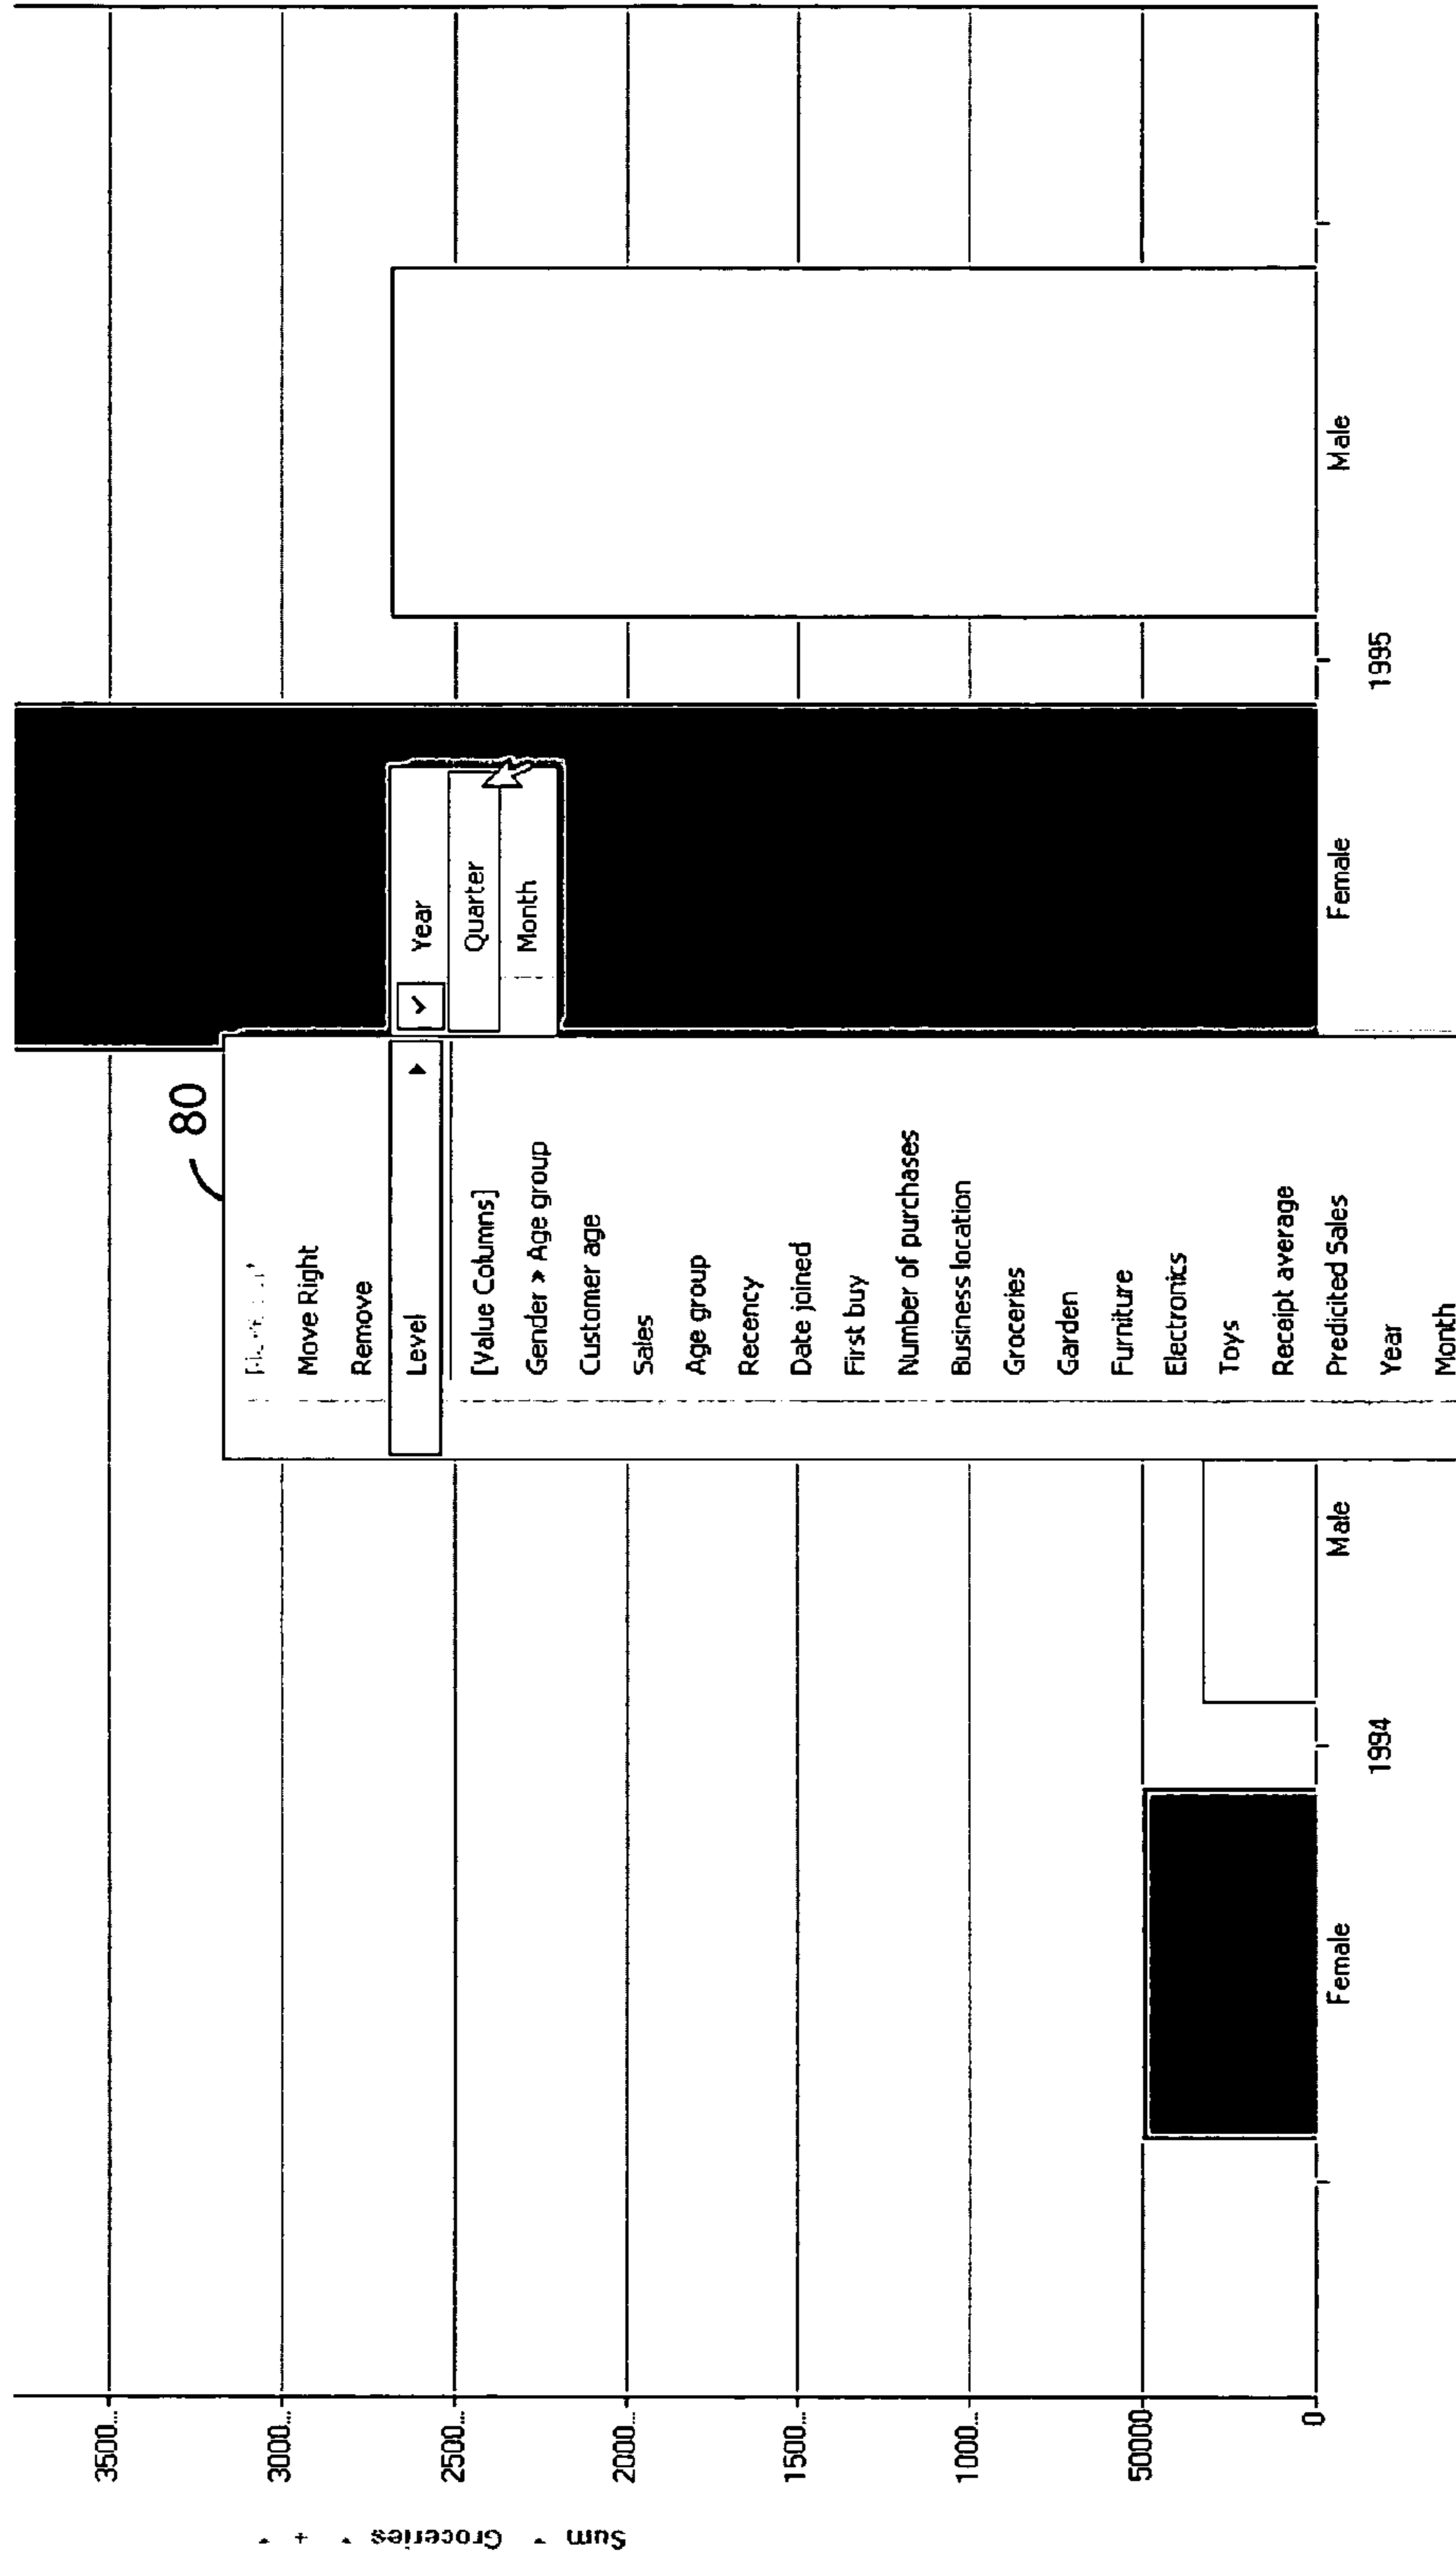 80
3500...
3000...
2500...
2000...
1500...
1000...
50000
0
Sum Groceries +
Move Right
Remove
Level
Year
Quarter
Month
[Value Columns]
Gender » Age group
Customer age
Sales
Age group
Recency
Date joined
First buy
Number of purchases
Business location
Groceries
Garden
Furniture
Electronics
Toys
Receipt average
Predicited Sales
Year
Month
Female
Male
Female
Male
1994
1995